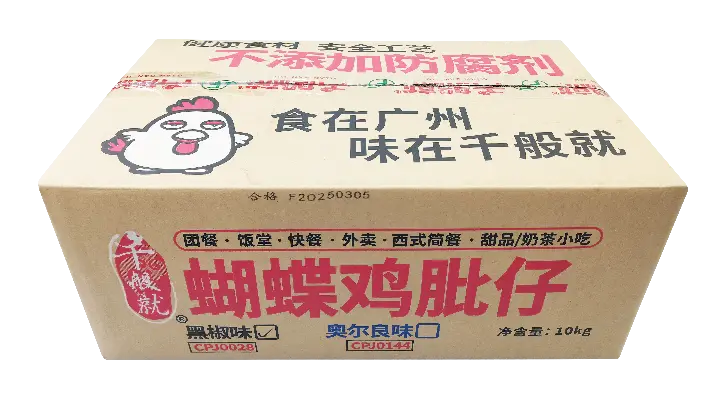 健康食材 安全工艺
不添加防腐剂
食在广州
味在千般就
合格 F20250305
团餐·饭堂·快餐·外卖·西式简餐·甜品/奶茶小吃
千般就
蝴蝶鸡肶仔
®
黑椒味☑ 奥尔良味☐ 净含量:10kg
CPJ0028 CPJ0144